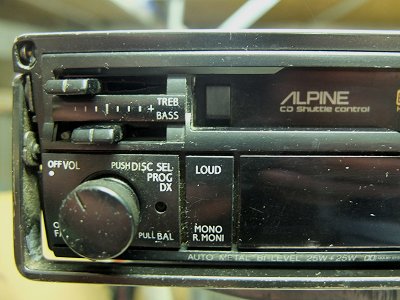 TREB
BASS
ALPINE
CD Shuttle control
OFF VOL
PUSH DISC SEL
PROG
DX
LOUD
MONO
R.MONI
PULL BAL
AUTO METAL BI-LEVEL 25W+25W